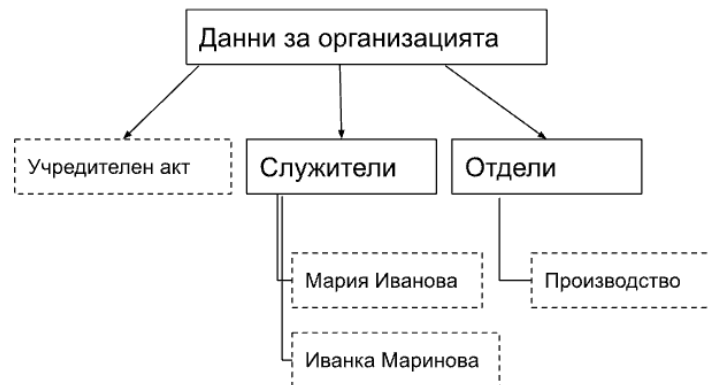 Данни за организацията
Учредителен акт
Служители
Отдели
Мария Иванова
Производство
Иванка Маринова